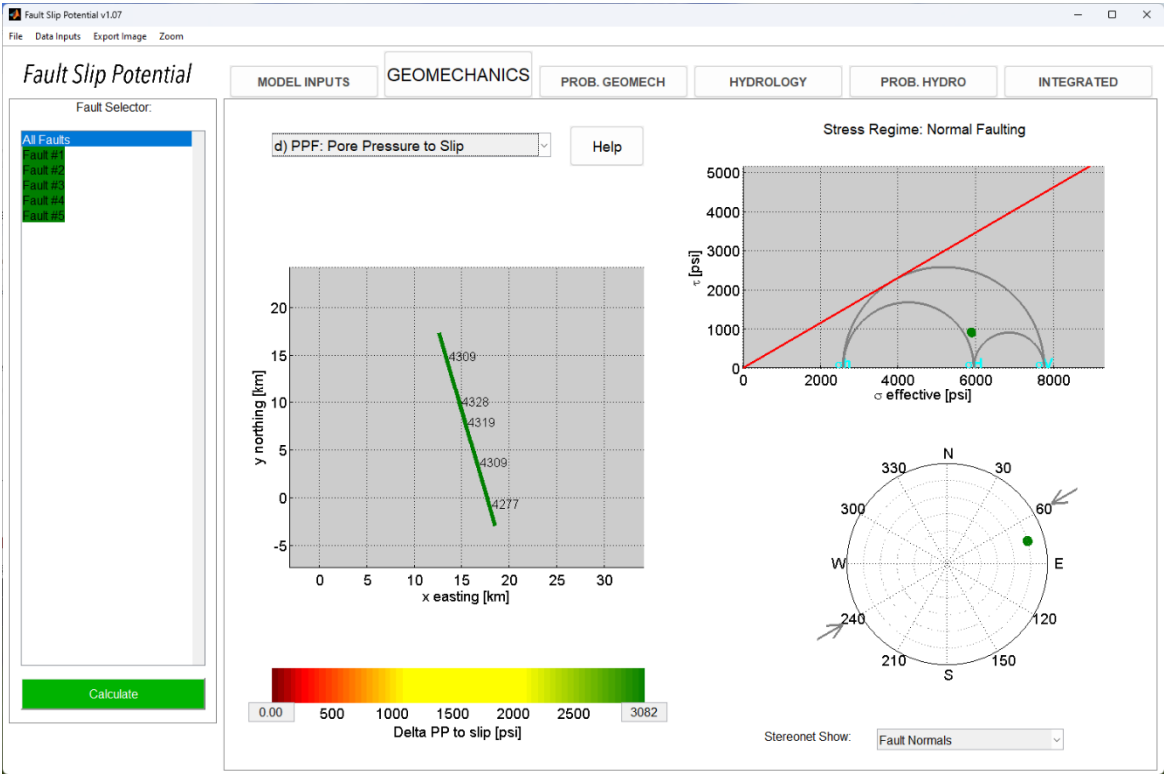 Fault Slip Potential v1.07
File Data Inputs Export Image Zoom
Fault Slip Potential
MODEL INPUTS
GEOMECHANICS
PROB. GEOMECH
HYDROLOGY
PROB. HYDRO
INTEGRATED
Fault Selector:
All Faults
Fault #1
Fault #2
Fault #3
Fault #4
Fault #5
Calculate
d) PPF: Pore Pressure to Slip
Help
20
15
10
5
0
-5
y northing [km]
4309
4328
4319
4309
4277
0 5 10 15 20 25 30
x easting [km]
0.00 500 1000 1500 2000 2500 3082
Delta PP to slip [psi]
Stress Regime: Normal Faulting
5000
4000
3000
2000
1000
0
τ [psi]
0 2000 4000 6000 8000
σ effective [psi]
N
330 30
300 60
W E
240 120
210 150
S
Stereonet Show:
Fault Normals